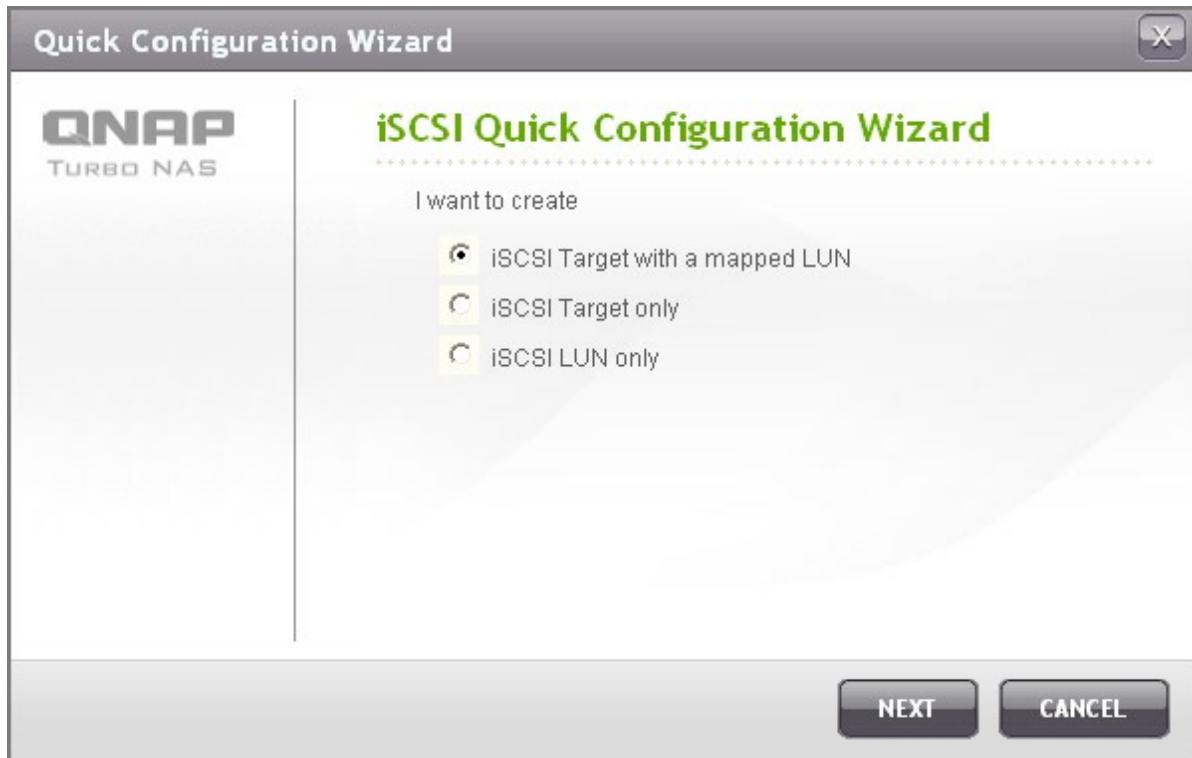 Quick Configuration Wizard
X
QNAP
TURBO NAS
iSCSI Quick Configuration Wizard
I want to create
iSCSI Target with a mapped LUN
iSCSI Target only
iSCSI LUN only
NEXT
CANCEL